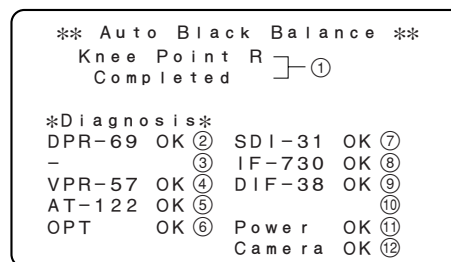 ** Auto Black Balance **
Knee Point R
Completed
①
*Diagnosis*
DPR-69 OK ② SDI-31 OK ⑦
- ③ IF-730 OK ⑧
VPR-57 OK ④ DIF-38 OK ⑨
AT-122 OK ⑤ ⑩
OPT OK ⑥ Power OK ⑪
Camera OK ⑫